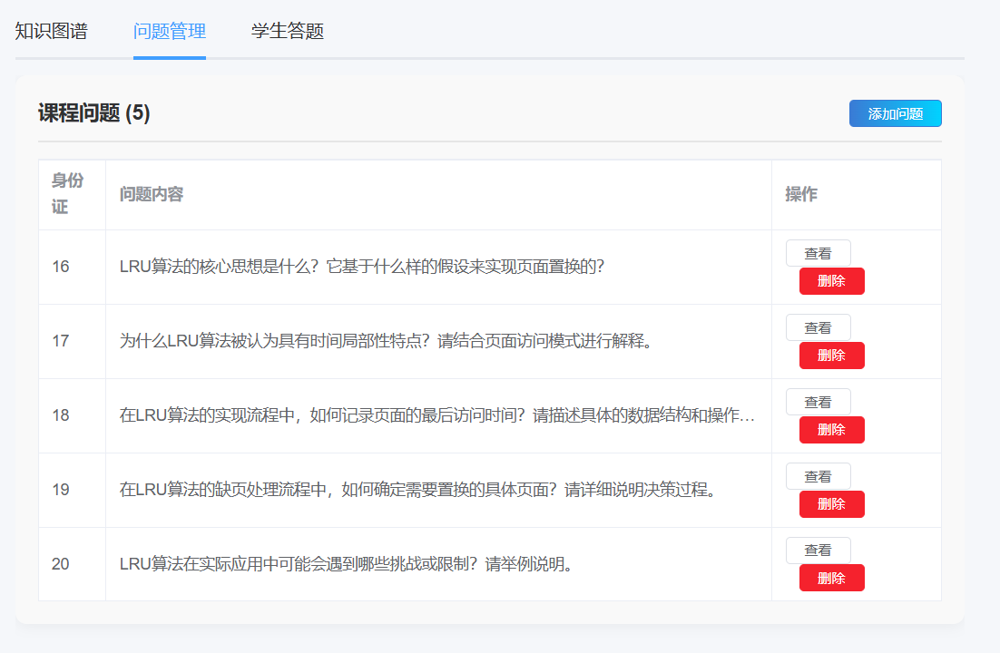 知识图谱 问题管理 学生答题
课程问题 (5) 添加问题
身份
证
问题内容 操作
16 LRU算法的核心思想是什么？它基于什么样的假设来实现页面置换的？
查看
删除
17 为什么LRU算法被认为具有时间局部性特点？请结合页面访问模式进行解释。
查看
删除
18 在LRU算法的实现流程中，如何记录页面的最后访问时间？请描述具体的数据结构和操作…
查看
删除
19 在LRU算法的缺页处理流程中，如何确定需要置换的具体页面？请详细说明决策过程。
查看
删除
20 LRU算法在实际应用中可能会遇到哪些挑战或限制？请举例说明。
查看
删除